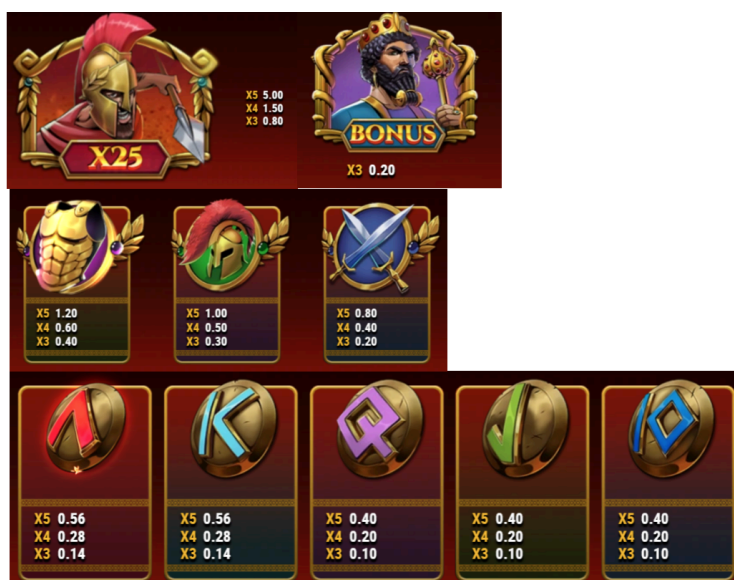 X25
X5 5.00
X4 1.50
X3 0.80
BONUS
X3 0.20
X5 1.20
X4 0.60
X3 0.40
X5 1.00
X4 0.50
X3 0.30
X5 0.80
X4 0.40
X3 0.20
Λ
X5 0.56
X4 0.28
X3 0.14
K
X5 0.56
X4 0.28
X3 0.14
Q
X5 0.40
X4 0.20
X3 0.10
J
X5 0.40
X4 0.20
X3 0.10
10
X5 0.40
X4 0.20
X3 0.10